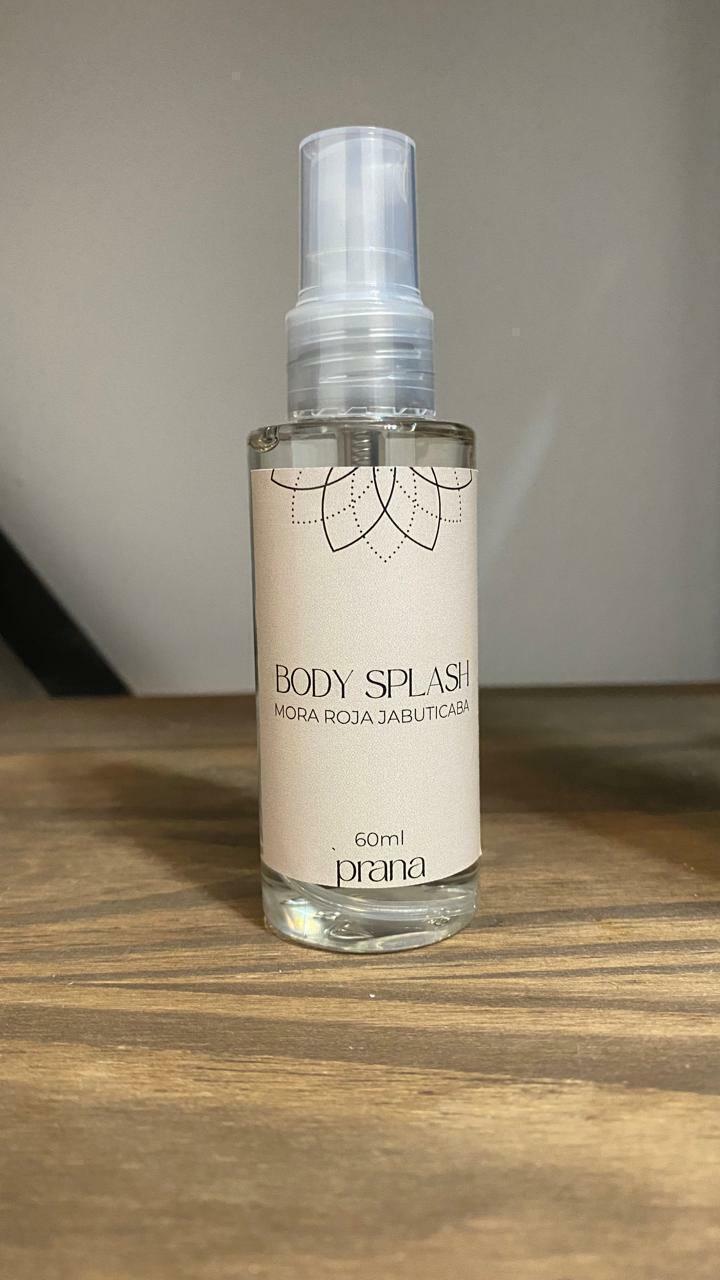 BODY SPLASH
MORA ROJA JABUTICABA
60ml
prana